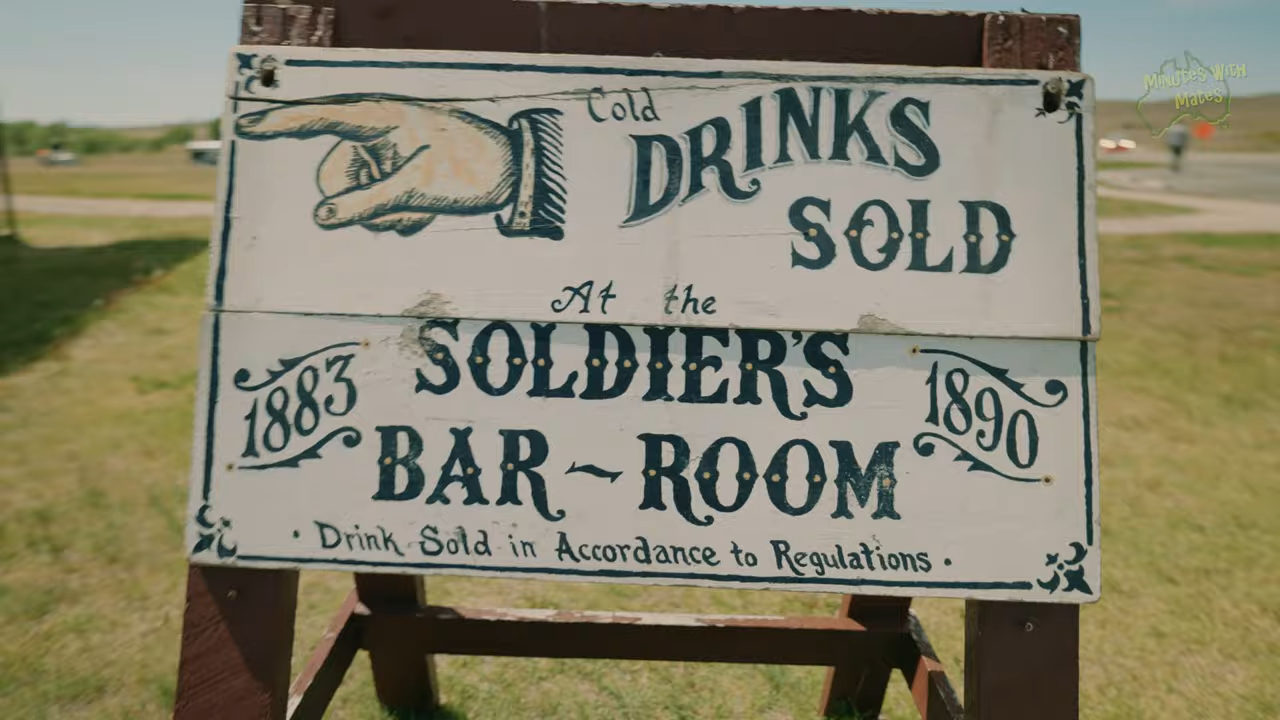 Cold DRINKS
SOLD
At the
SOLDIER'S
1883
1890
BAR~ROOM
· Drink Sold in Accordance to Regulations ·
Minutes With
Mates